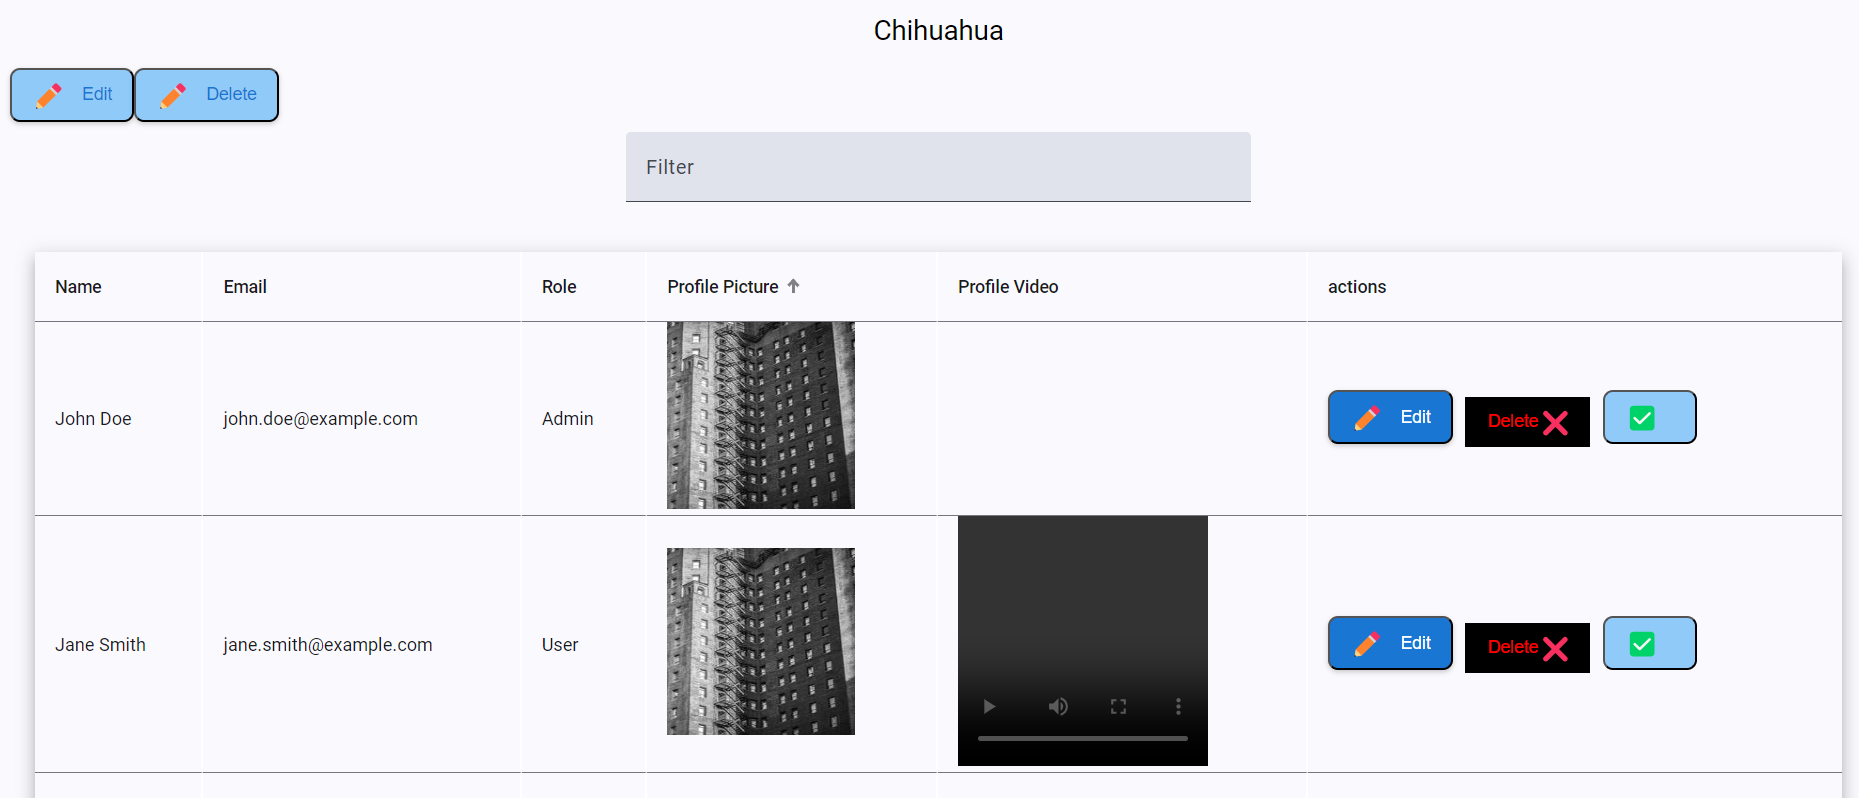 Chihuahua
Edit Delete
Filter
Name Email Role Profile Picture Profile Video actions
John Doe john.doe@example.com Admin Edit Delete
Jane Smith jane.smith@example.com User Edit Delete